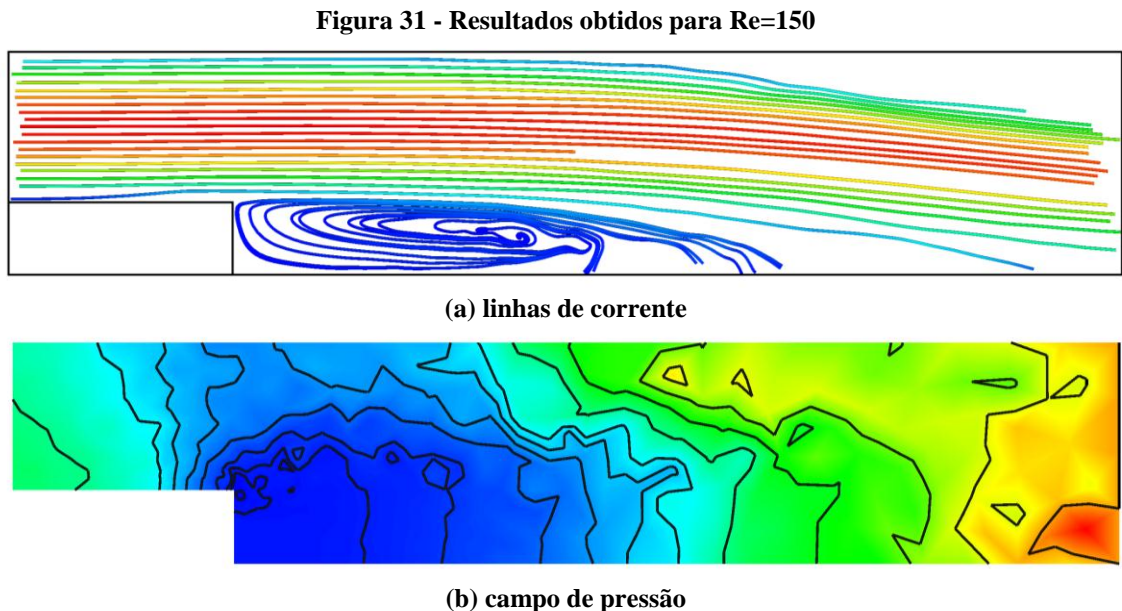 Figura 31 - Resultados obtidos para Re=150
(a) linhas de corrente
(b) campo de pressão